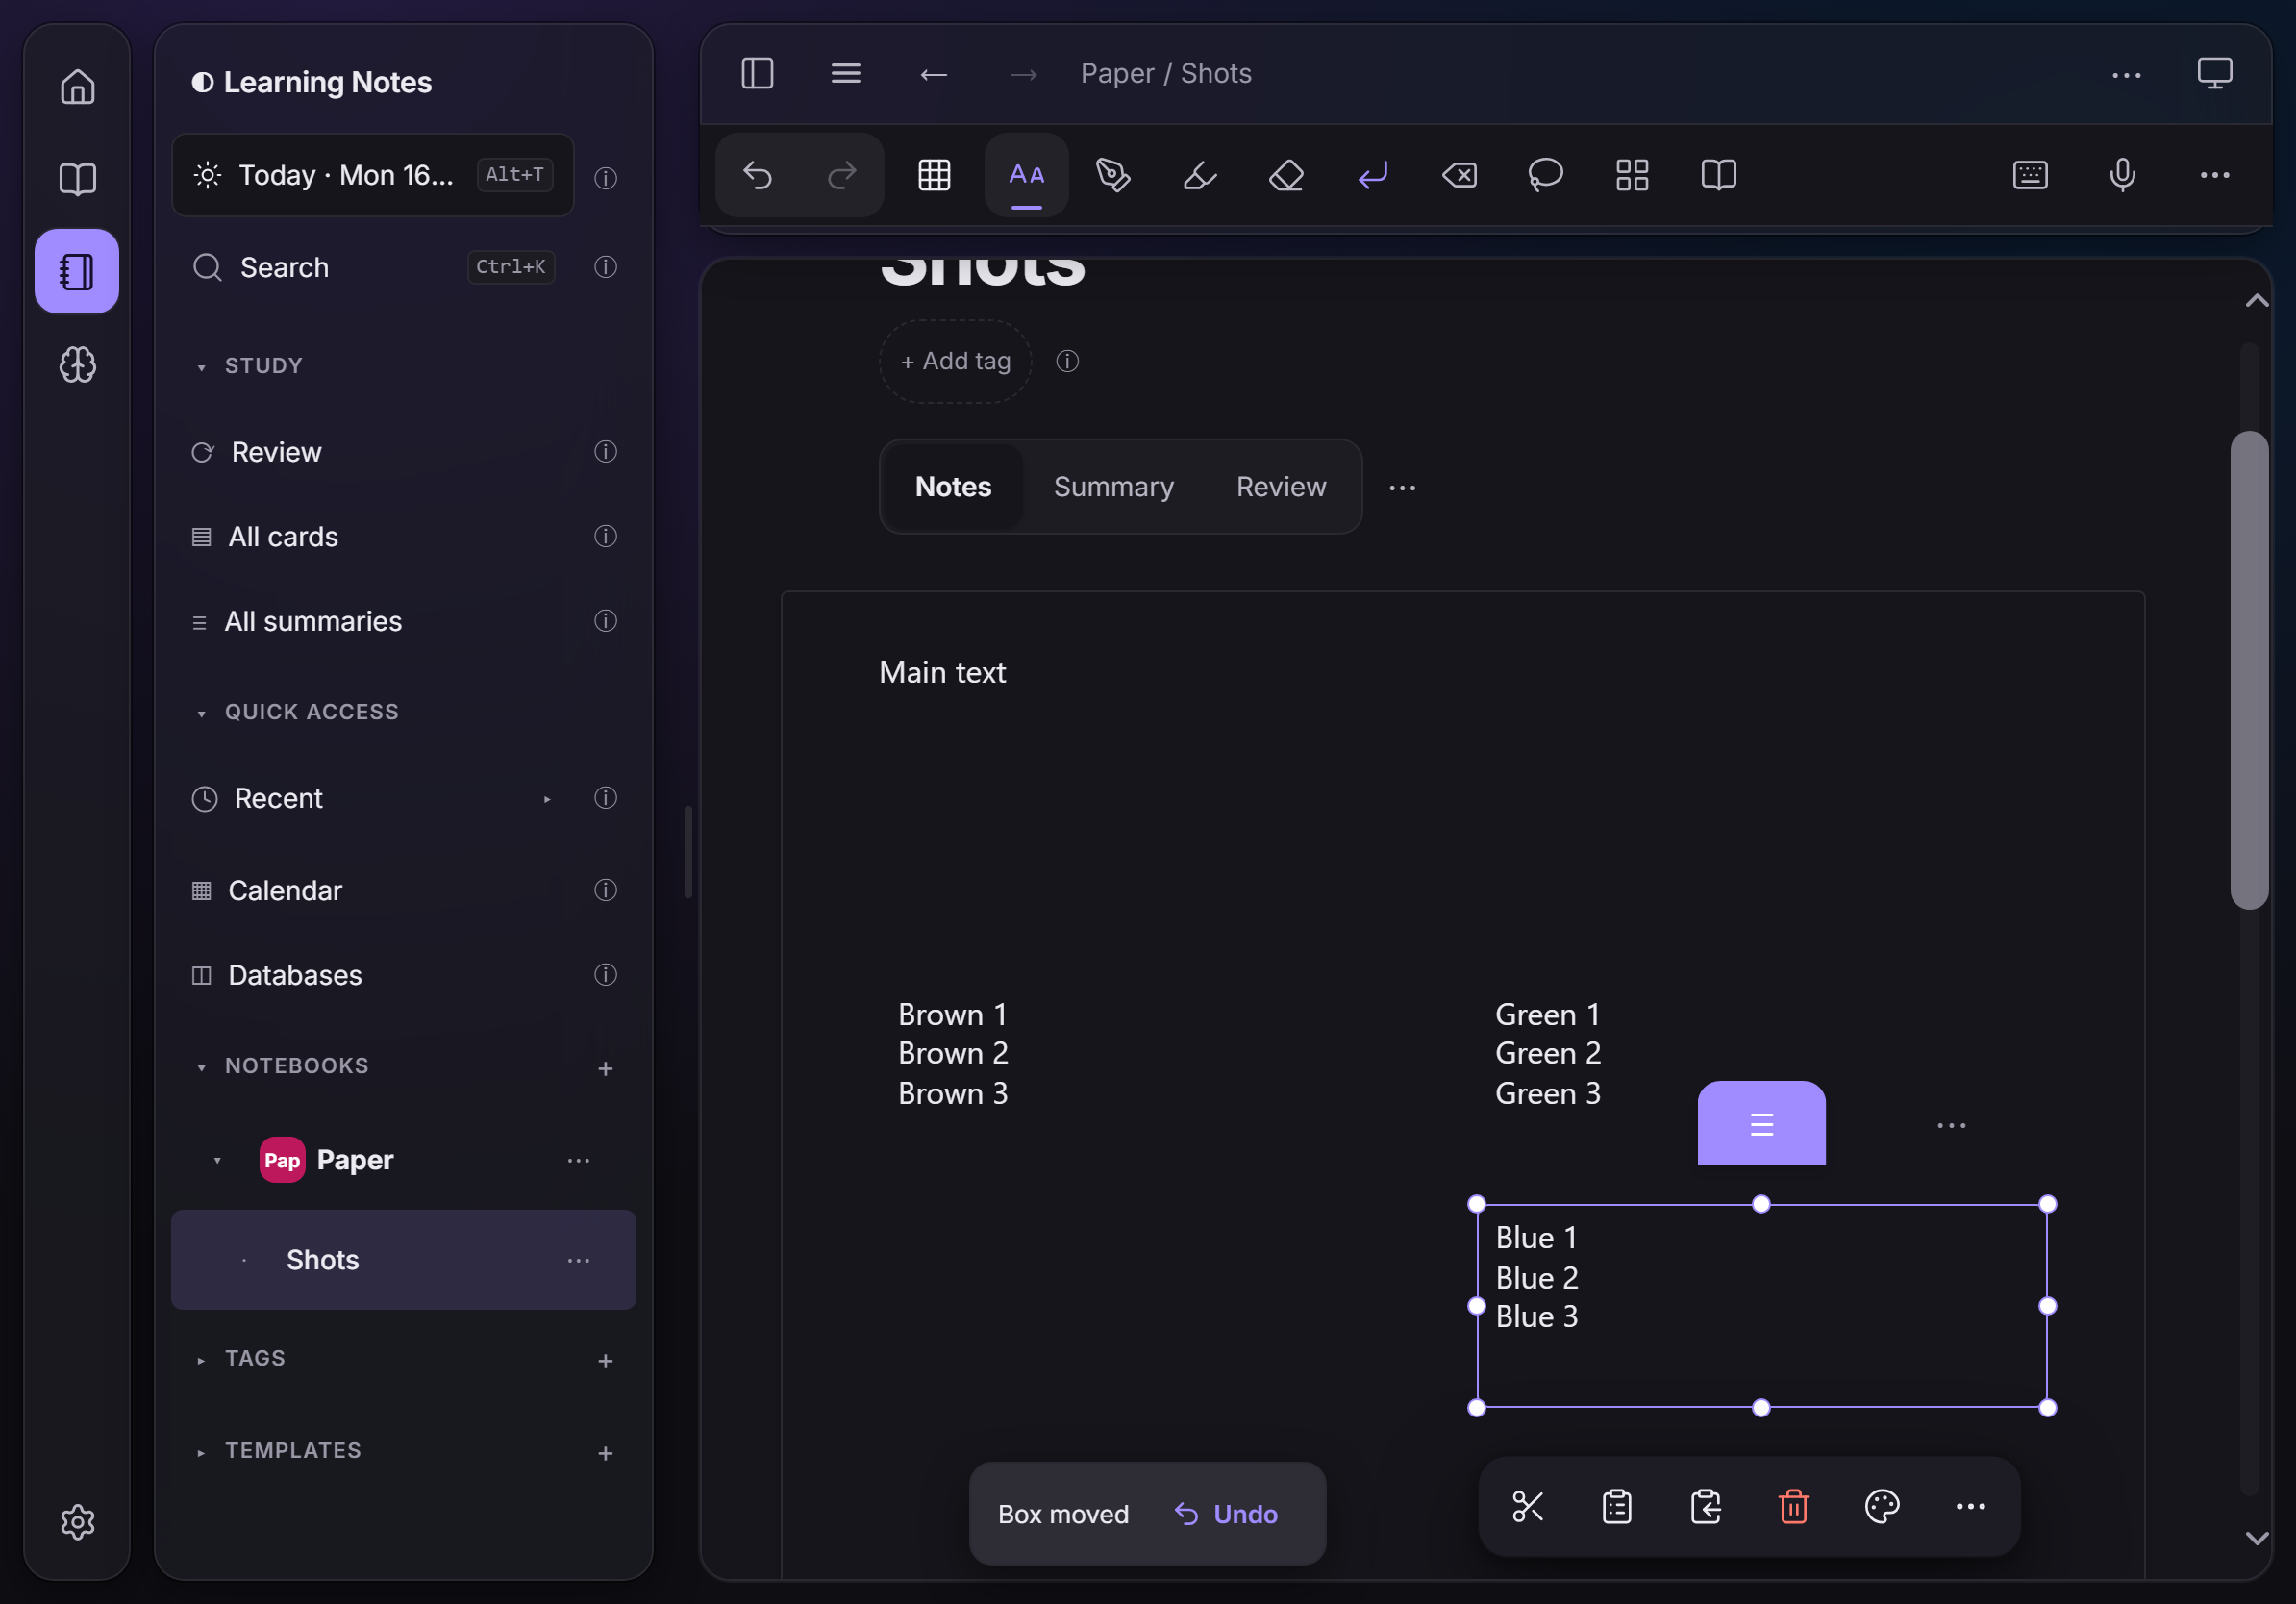 Learning Notes
Today · Mon 16... Alt+T
Search Ctrl+K
STUDY
Review
All cards
All summaries
QUICK ACCESS
Recent
Calendar
Databases
NOTEBOOKS
Pap Paper
Shots
TAGS
TEMPLATES
Paper / Shots
AA
Shots
+ Add tag
Notes Summary Review
Main text
Brown 1
Brown 2
Brown 3
Green 1
Green 2
Green 3
Blue 1
Blue 2
Blue 3
Box moved Undo